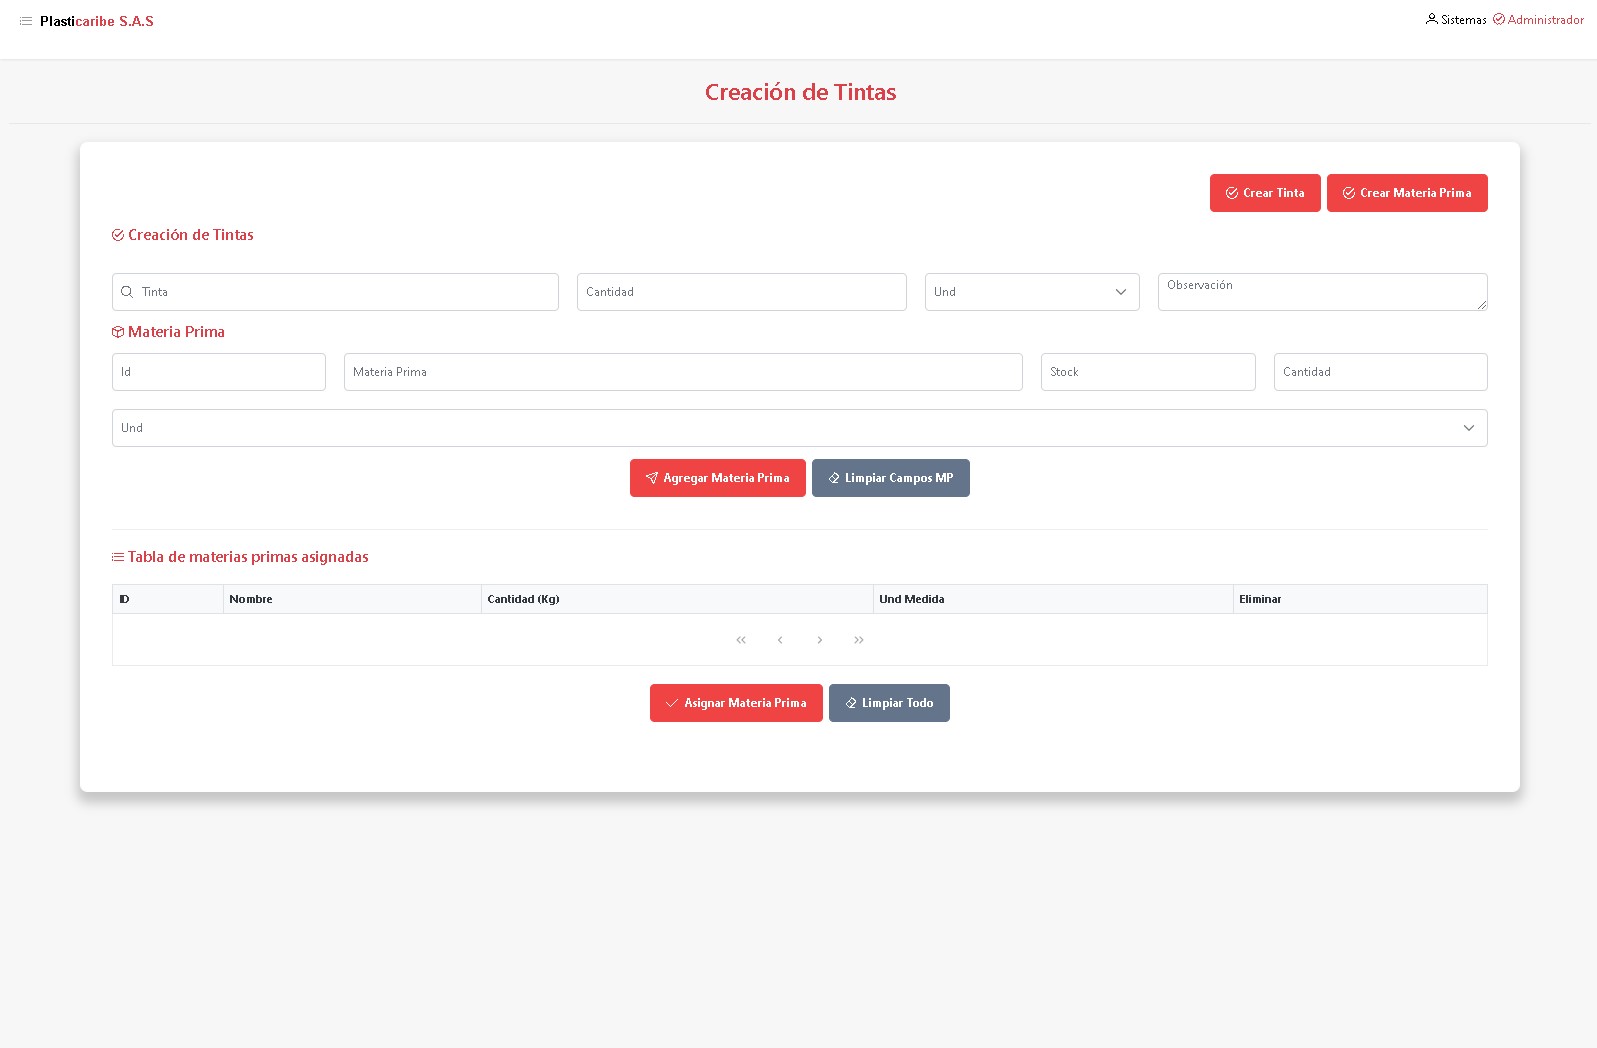 Plasticaribe S.A.S
Sistemas Administrador
Creación de Tintas
Crear Tinta Crear Materia Prima
Creación de Tintas
Tinta Cantidad Und Observación
Materia Prima
Id Materia Prima Stock Cantidad
Und
Agregar Materia Prima Limpiar Campos MP
Tabla de materias primas asignadas
ID Nombre Cantidad (Kg) Und Medida Eliminar
Asignar Materia Prima Limpiar Todo